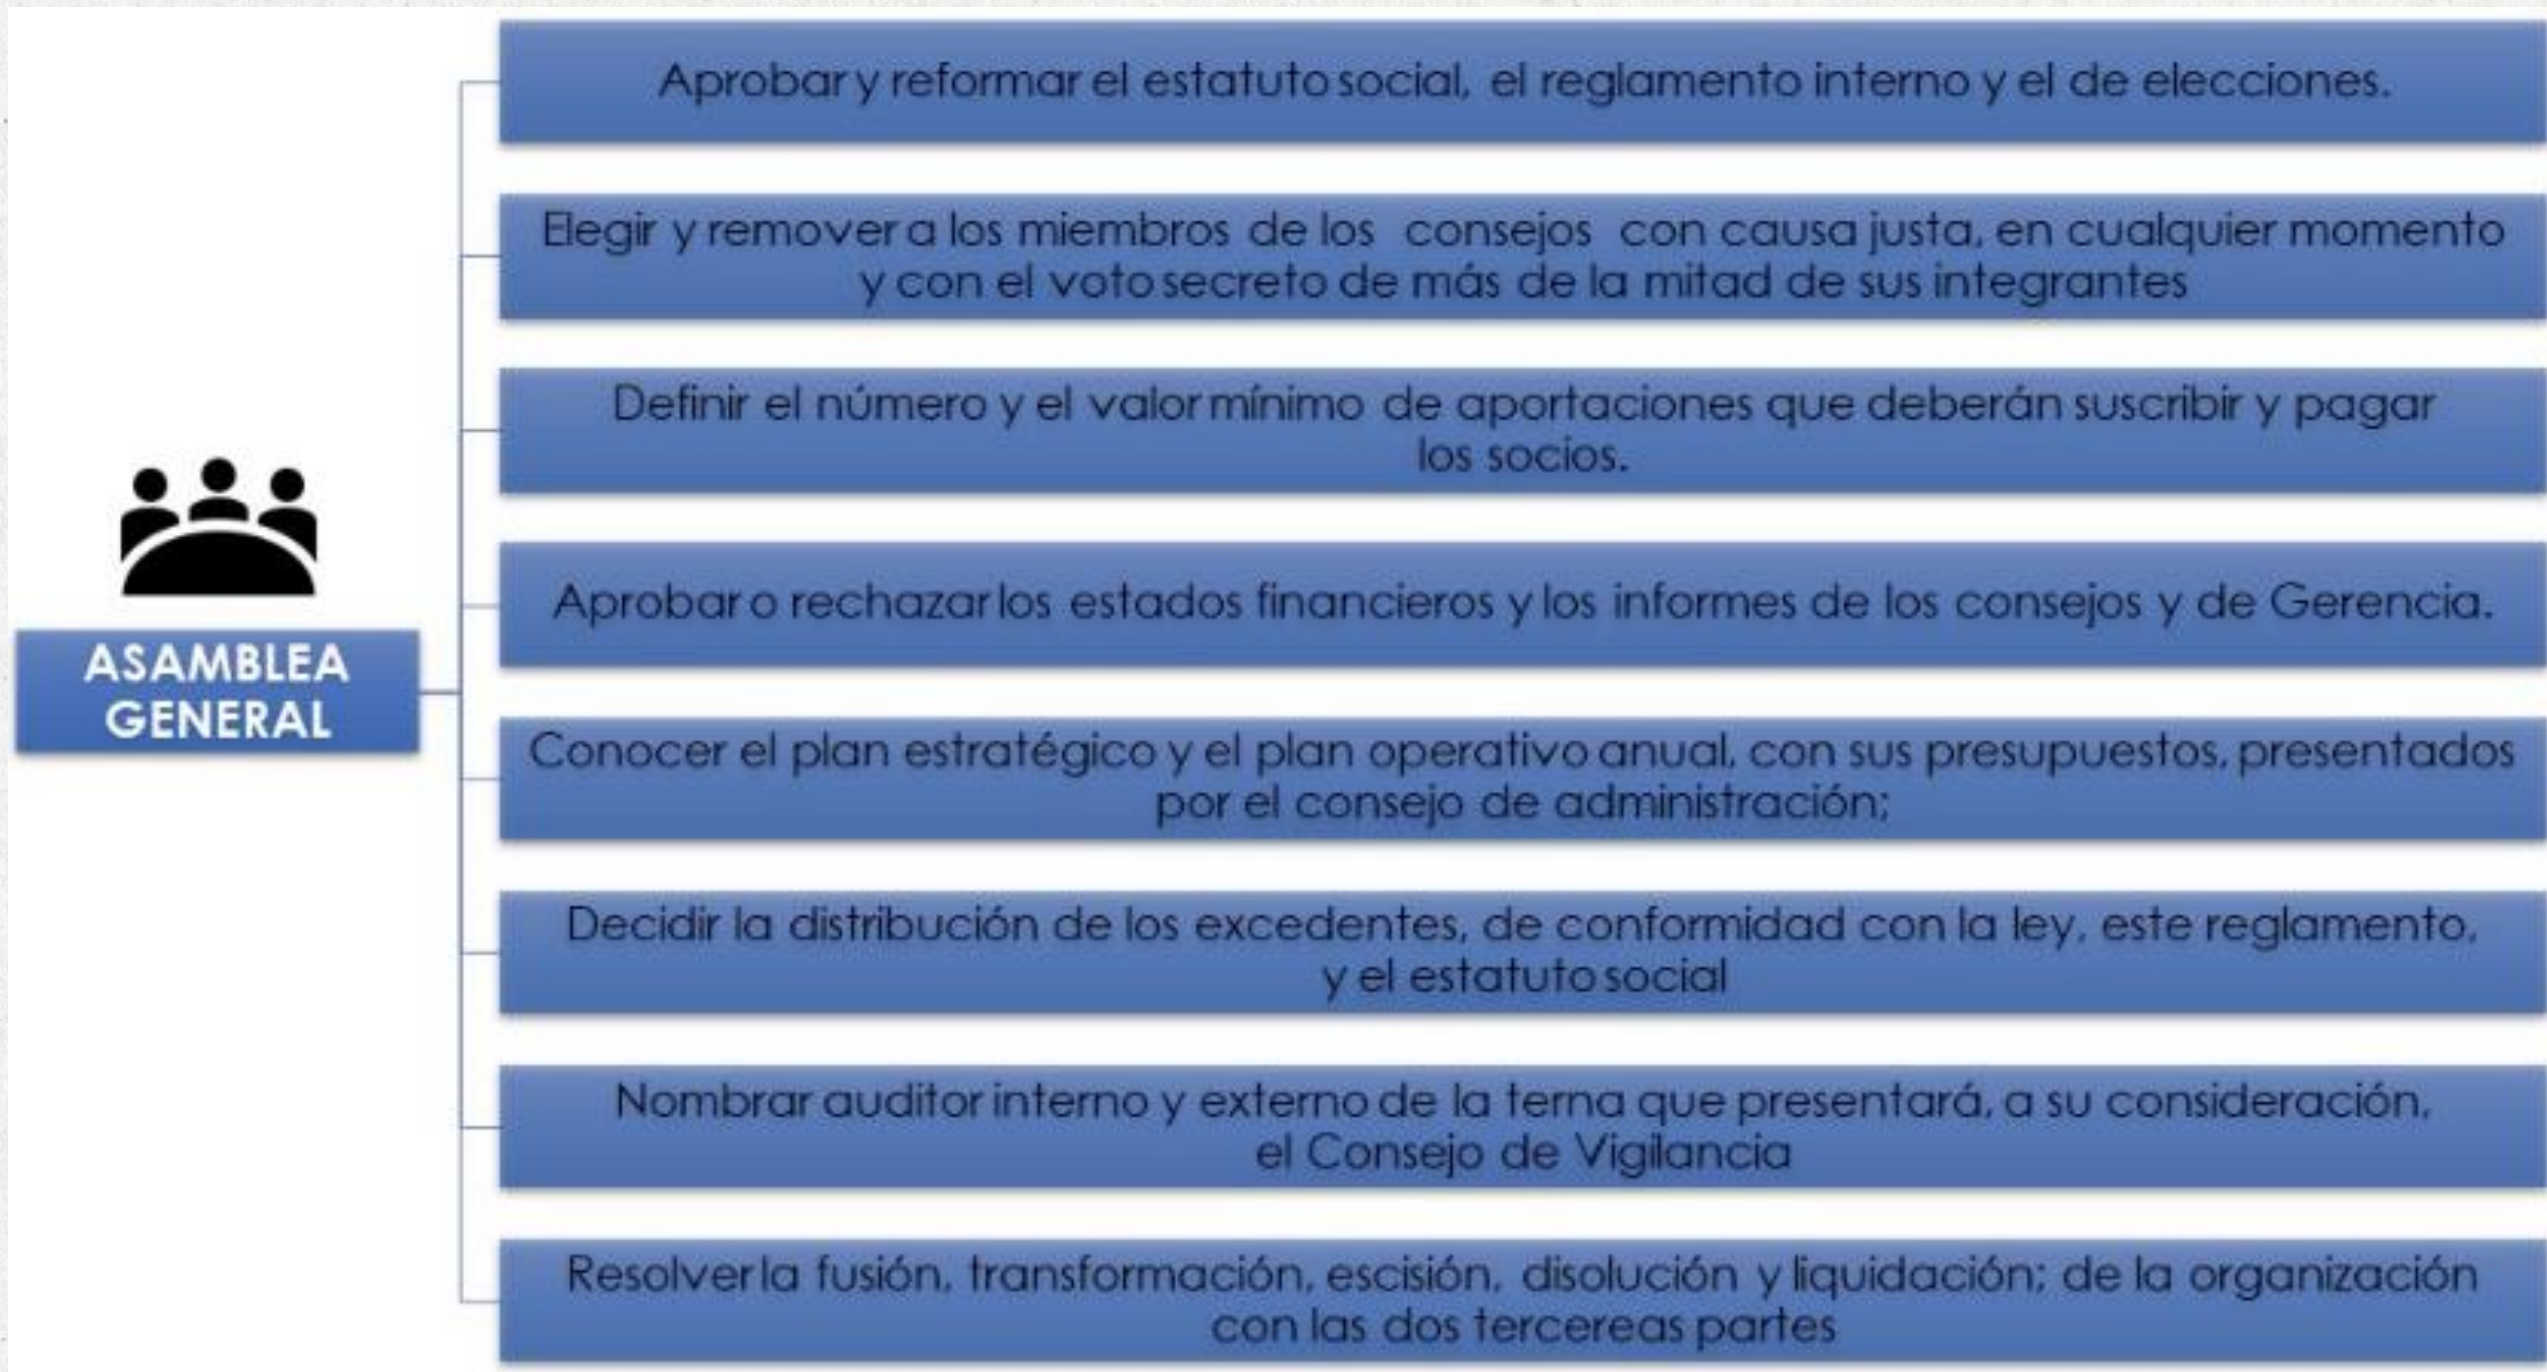 Aprobar y reformar el estatuto social, el reglamento interno y el de elecciones.
Elegir y remover a los miembros de los consejos con causa justa, en cualquier momento
y con el voto secreto de más de la mitad de sus integrantes
Definir el número y el valor mínimo de aportaciones que deberán suscribir y pagar
los socios.
Aprobar o rechazar los estados financieros y los informes de los consejos y de Gerencia.
ASAMBLEA
GENERAL
Conocer el plan estratégico y el plan operativo anual, con sus presupuestos, presentados
por el consejo de administración;
Decidir la distribución de los excedentes, de conformidad con la ley, este reglamento,
y el estatuto social
Nombrar auditor interno y externo de la terna que presentará, a su consideración,
el Consejo de Vigilancia
Resolver la fusión, transformación, escisión, disolución y liquidación; de la organización
con las dos tercereas partes